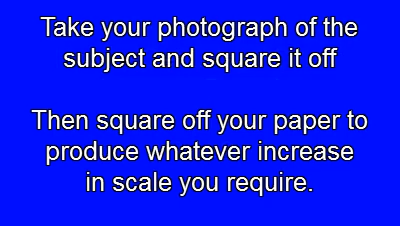 Take your photograph of the
subject and square it off
Then square off your paper to
produce whatever increase
in scale you require.